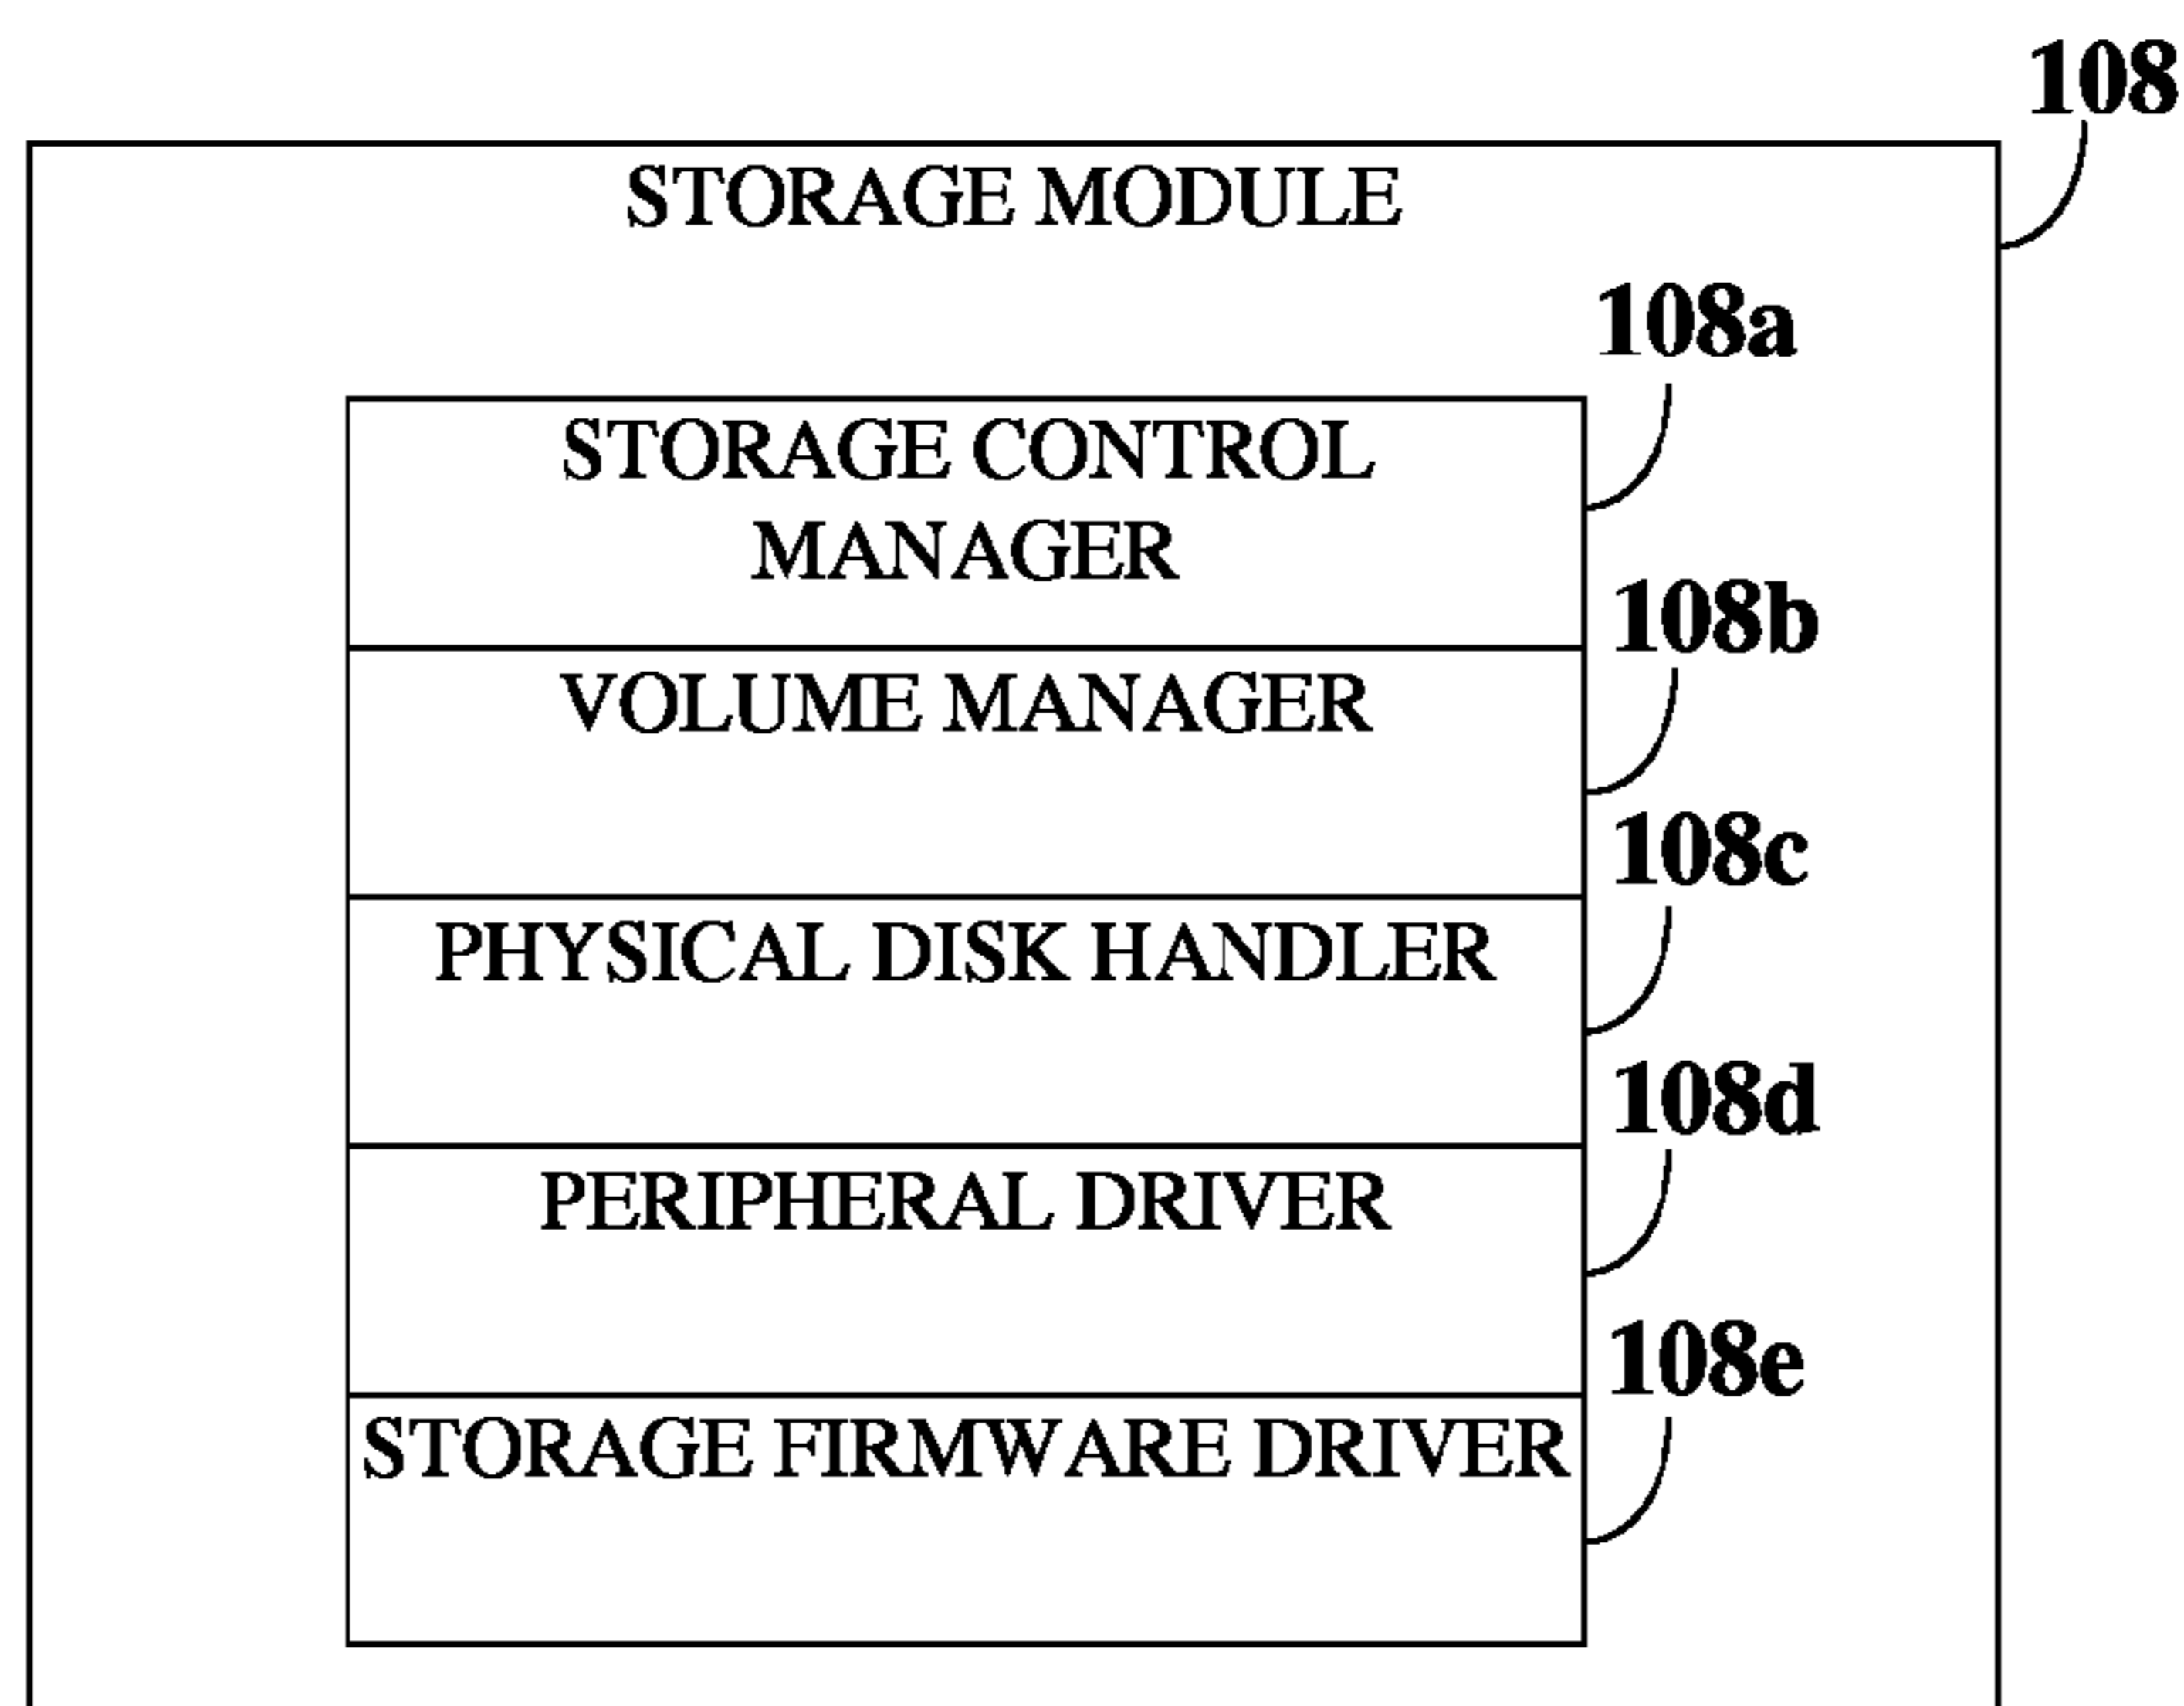 108
STORAGE MODULE
108a
STORAGE CONTROL
MANAGER
108b
VOLUME MANAGER
108c
PHYSICAL DISK HANDLER
108d
PERIPHERAL DRIVER
108e
STORAGE FIRMWARE DRIVER